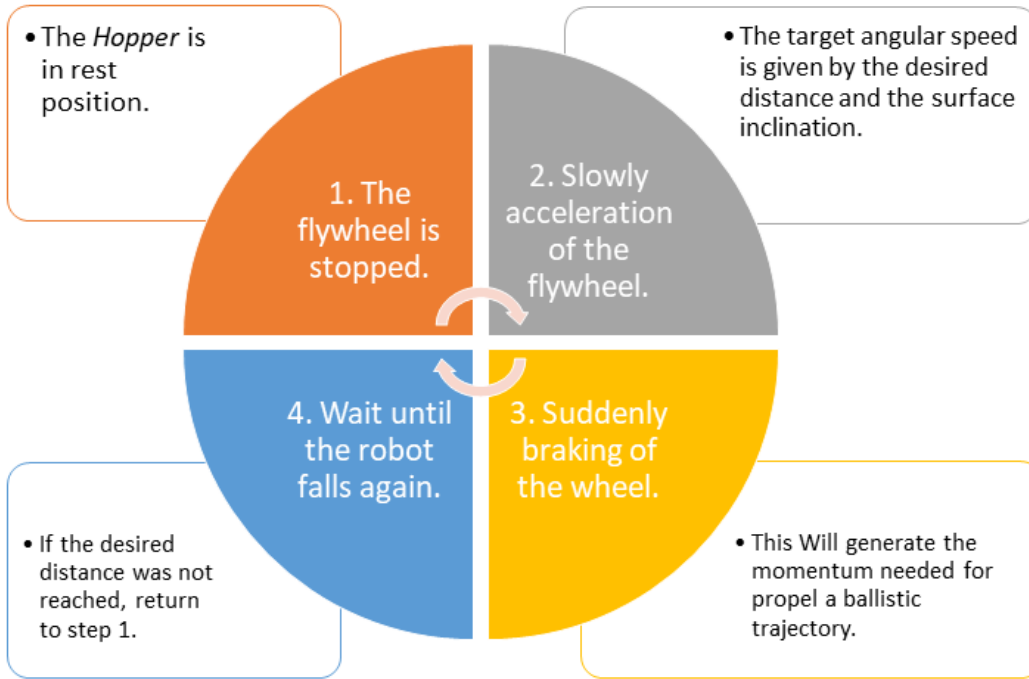 • The Hopper is
in rest
position.
1. The
flywheel is
stopped.
• The target angular speed
is given by the desired
distance and the surface
inclination.
2. Slowly
acceleration
of the
flywheel.
3. Suddenly
braking of
the wheel.
• This Will generate the
momentum needed for
propel a ballistic
trajectory.
4. Wait until
the robot
falls again.
• If the desired
distance was not
reached, return
to step 1.